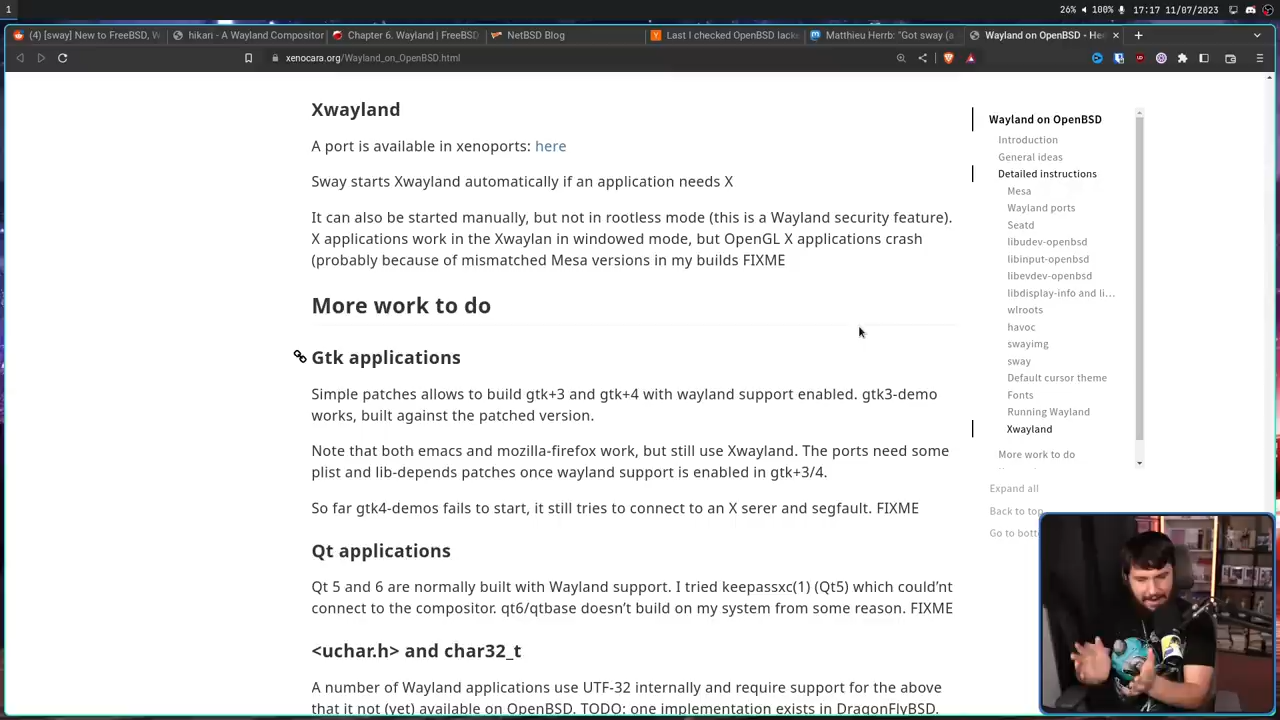 1
26%
100%
17:17 11/07/2023
(4) [sway] New to FreeBSD, W
hikari - A Wayland Compositor
Chapter 6. Wayland | FreeBSD
NetBSD Blog
Last I checked OpenBSD lacke
Matthieu Herrb: "Got sway (a
Wayland on OpenBSD - He
xenocara.org/Wayland_on_OpenBSD.html
Xwayland
A port is available in xenoports: here
Sway starts Xwayland automatically if an application needs X
It can also be started manually, but not in rootless mode (this is a Wayland security feature).
X applications work in the Xwaylan in windowed mode, but OpenGL X applications crash
(probably because of mismatched Mesa versions in my builds FIXME
More work to do
Gtk applications
Simple patches allows to build gtk+3 and gtk+4 with wayland support enabled. gtk3-demo
works, built against the patched version.
Note that both emacs and mozilla-firefox work, but still use Xwayland. The ports need some
plist and lib-depends patches once wayland support is enabled in gtk+3/4.
So far gtk4-demos fails to start, it still tries to connect to an X serer and segfault. FIXME
Qt applications
Qt 5 and 6 are normally built with Wayland support. I tried keepassxc(1) (Qt5) which could’nt
connect to the compositor. qt6/qtbase doesn’t build on my system from some reason. FIXME
<uchar.h> and char32_t
A number of Wayland applications use UTF-32 internally and require support for the above
that it not (yet) available on OpenBSD. TODO: one implementation exists in DragonFlyBSD.
Wayland on OpenBSD
Introduction
General ideas
Detailed instructions
Mesa
Wayland ports
Seatd
libudev-openbsd
libinput-openbsd
libevdev-openbsd
libdisplay-info and li...
wlroots
havoc
swayimg
sway
Default cursor theme
Fonts
Running Wayland
Xwayland
More work to do
Expand all
Back to top
Go to bott